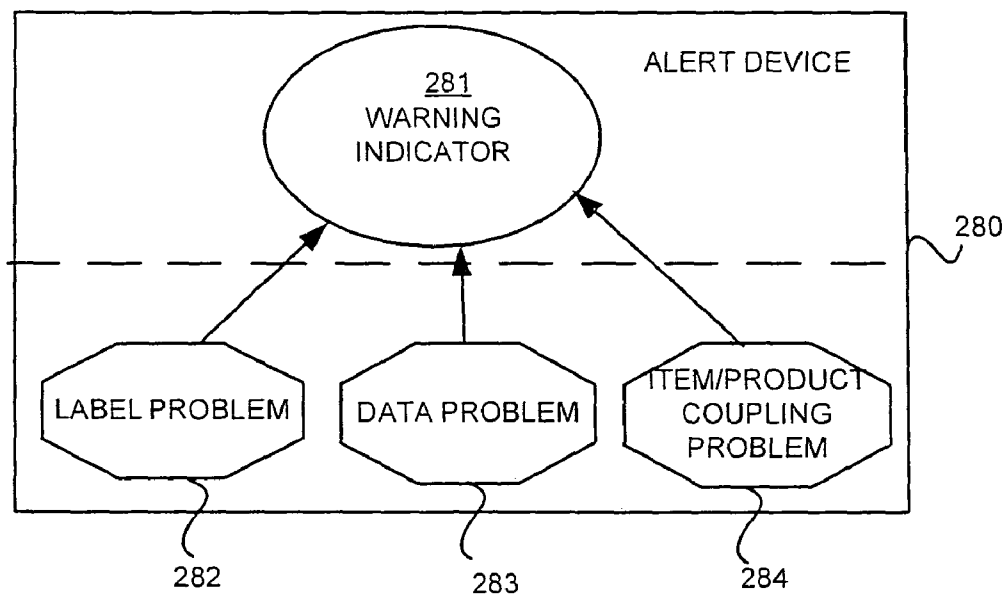 ALERT DEVICE
281
WARNING
INDICATOR
280
LABEL PROBLEM
DATA PROBLEM
ITEM/PRODUCT
COUPLING
PROBLEM
282
283
284